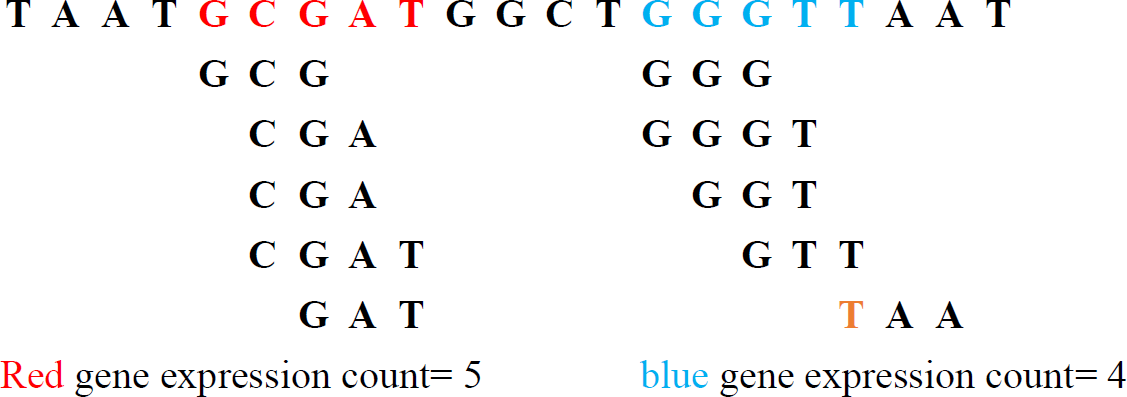 T A A T G C G A T G G C T G G G T T A A T
G C G G G G
C G A G G G T
C G A G G T
C G A T G T T
G A T T A A
Red gene expression count= 5 blue gene expression count= 4